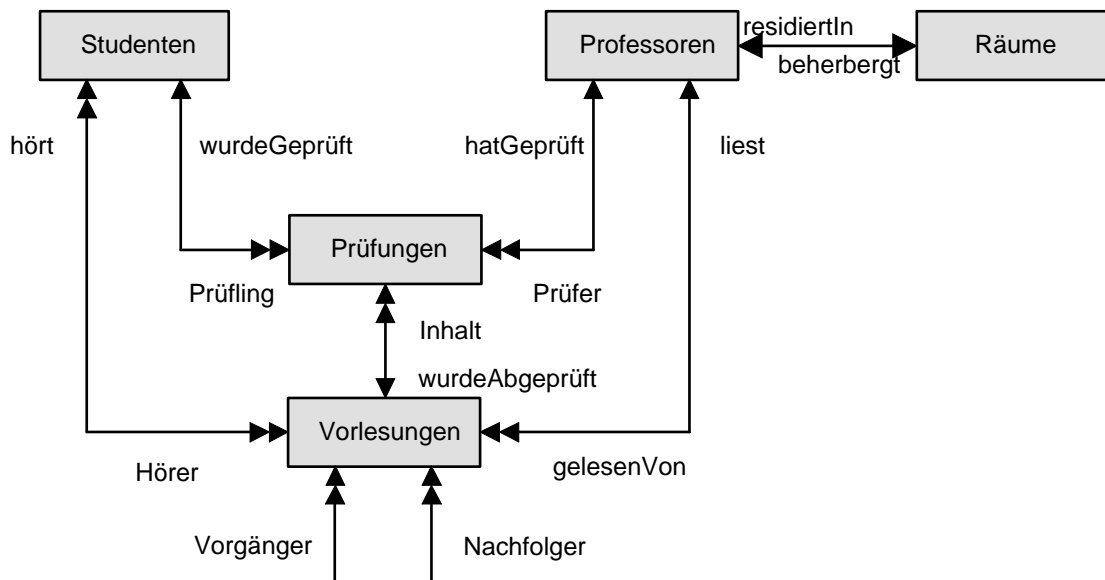 Studenten
Professoren
residiertIn
beherbergt
Räume
hört
wurdeGeprüft
hatGeprüft
liest
Prüfungen
Prüfling
Prüfer
Inhalt
wurdeAbgeprüft
Vorlesungen
Hörer
gelesenVon
Vorgänger
Nachfolger